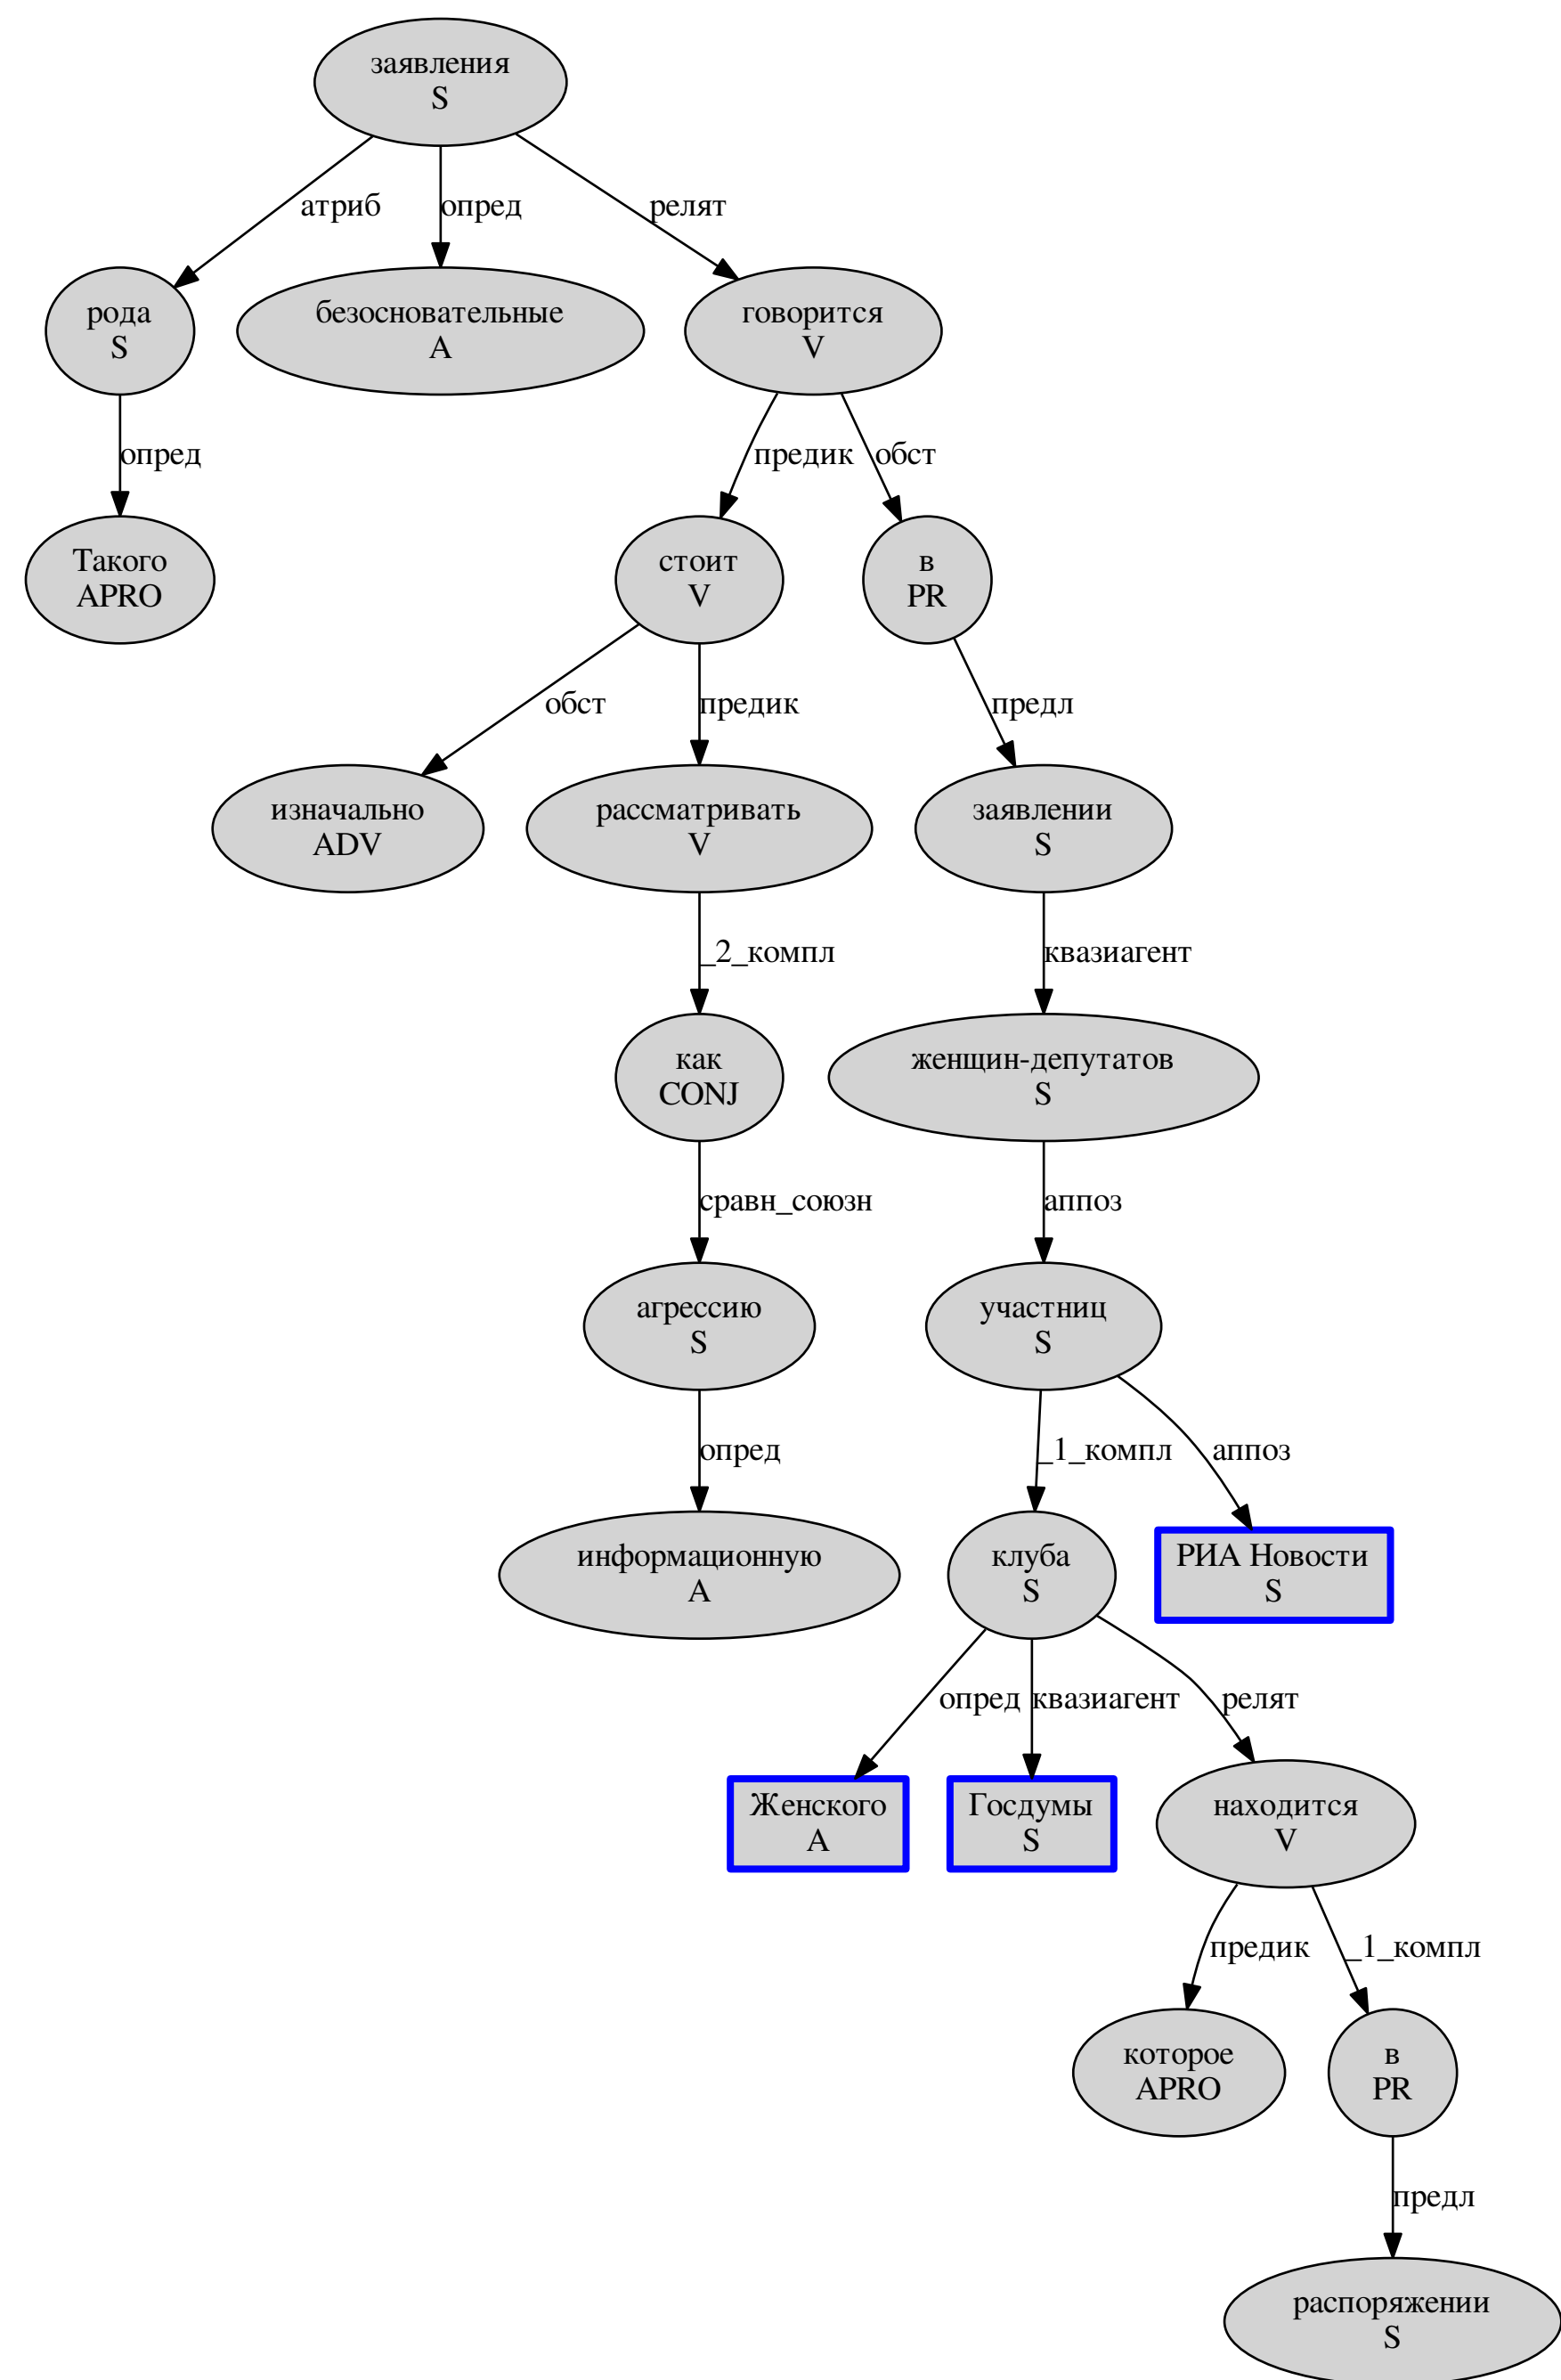 заявления
S
атриб
опред
релят
рода
S
безосновательные
A
говорится
V
опред
предик
обст
Такого
APRO
стоит
V
в
PR
обст
предик
предл
изначально
ADV
рассматривать
V
заявлении
S
_2_компл
квазиагент
как
CONJ
женщин-депутатов
S
сравн_союзн
аппоз
агрессию
S
участниц
S
опред
_1_компл
аппоз
информационную
A
клуба
S
РИА Новости
S
опред
квазиагент
релят
Женского
A
Госдумы
S
находится
V
предик
_1_компл
которое
APRO
в
PR
предл
распоряжении
S